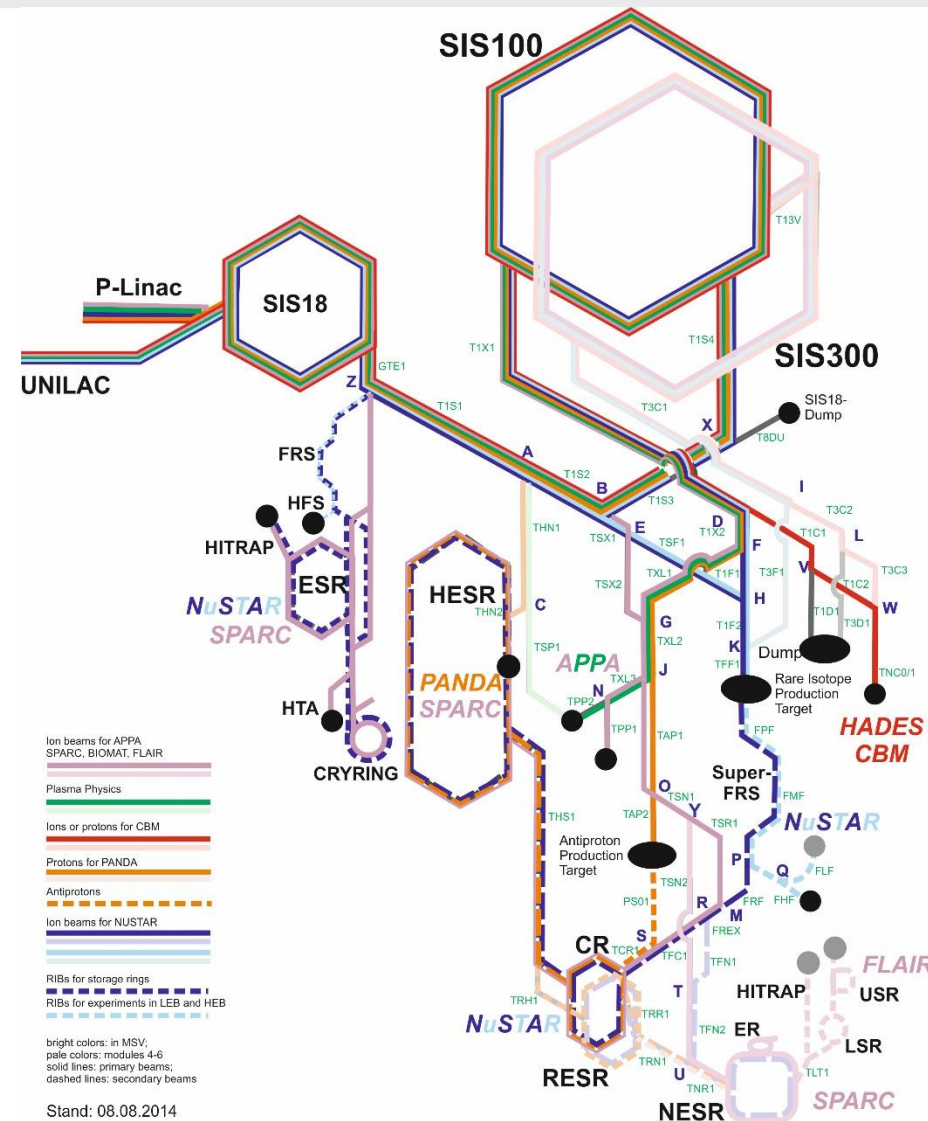 SIS100
T13V
P-Linac
SIS18
T1X1
T1S4
SIS300
UNILAC
Z
GTE1
T3C1
SIS18-
Dump
T1S1
X
T8DU
FRS
A
T1S2
B
T1S3
I
HFS
THN1
E
D
T3C2
HITRAP
TSX1
TSF1
T1X2
F
T1C1
L
ESR
HESR
TSX2
TXL1
T1F1
T3F1
V
T3C3
NuSTAR
SPARC
THN2
C
H
T1C2
W
G
T1F2
T1D1
T3D1
TSP1
TXL2
K
Dump
PANDA
SPARC
APPA
TXL3
J
TFF1
Rare Isotope
Production
Target
TNC0/1
HTA
N
TPP2
TPP1
TAP1
FPF
HADES
CBM
CRYRING
Super-
FRS
Ion beams for APPA
SPARC, BIOMAT, FLAIR
Plasma Physics
Ions or protons for CBM
Protons for PANDA
Antiprotons
Ion beams for NUSTAR
RIBs for storage rings
RIBs for experiments in LEB and HEB
bright colors: in MSV;
pale colors: modules 4-6
solid lines: primary beams;
dashed lines: secondary beams
Stand: 08.08.2014
O
TSN1
FMF
THS1
TAP2
Y
TSR1
NuSTAR
Antiproton
Production
Target
P
Q
FLF
TSN2
FHF
PS01
R
M
FRF
S
FREX
CR
TCR1
TFC1
TFN1
FLAIR
HITRAP
USR
TRH1
T
NuSTAR
TRR1
TFN2
ER
LSR
RESR
TRN1
U
TNR1
TLT1
NESR
SPARC